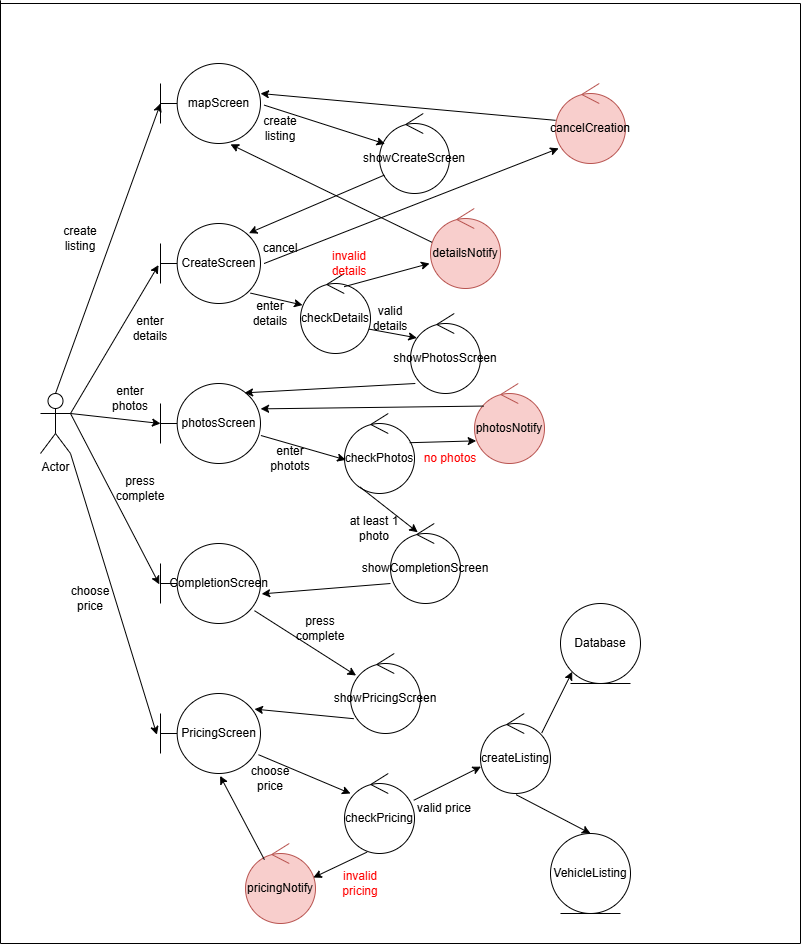 mapScreen
create
listing
cancelCreation
showCreateScreen
create
listing
cancel
CreateScreen
invalid
details
detailsNotify
enter
details
checkDetails
valid
details
enter
details
showPhotosScreen
enter
photos
photosScreen
photosNotify
enter
photots
checkPhotos
no photos
Actor
press
complete
at least 1
photo
showCompletionScreen
CompletionScreen
choose
price
press
complete
Database
showPricingScreen
PricingScreen
createListing
choose
price
valid price
checkPricing
VehicleListing
invalid
pricing
pricingNotify